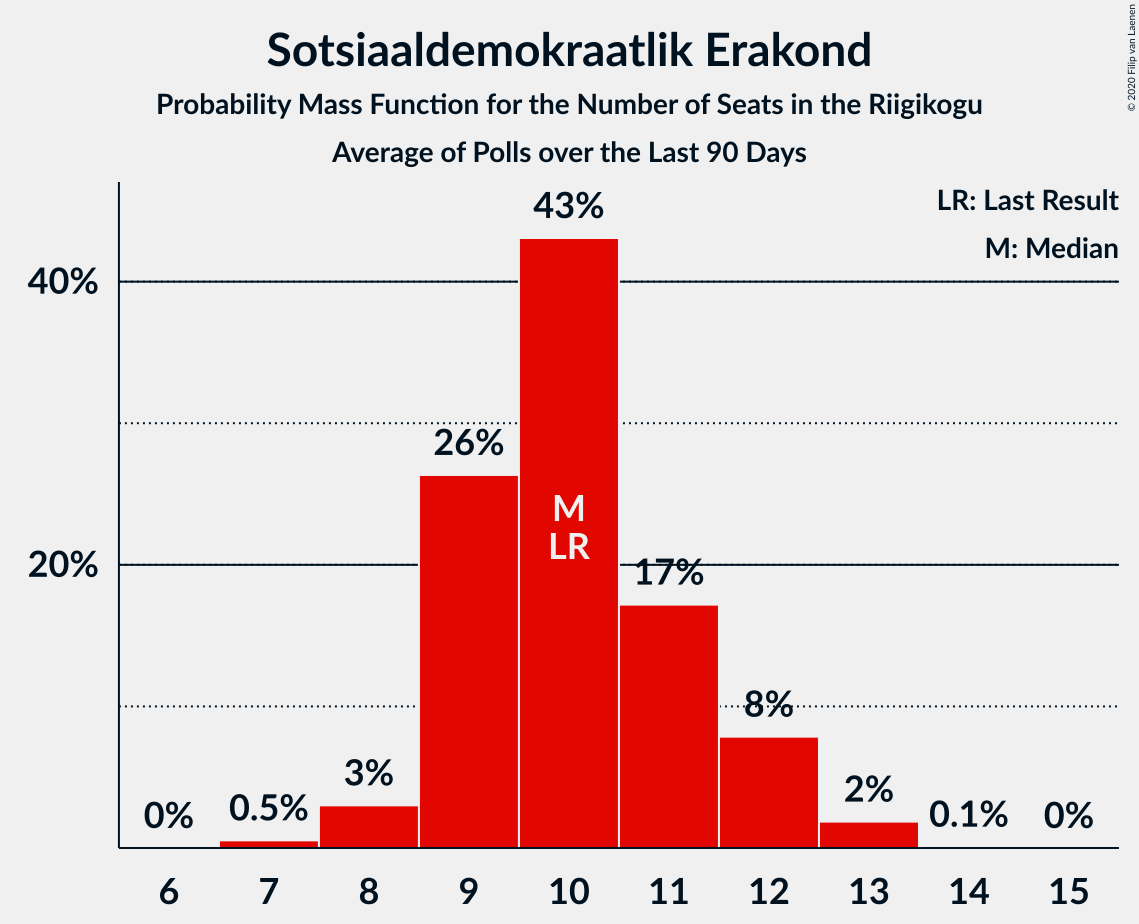 Sotsiaaldemokraatlik Erakond
Probability Mass Function for the Number of Seats in the Riigikogu
Average of Polls over the Last 90 Days
© 2020 Filip van Laenen
LR: Last Result
M: Median
43%
40%
26%
M
LR
20%
17%
8%
3%
2%
0%
0.5%
0.1%
0%
6 7 8 9 10 11 12 13 14 15